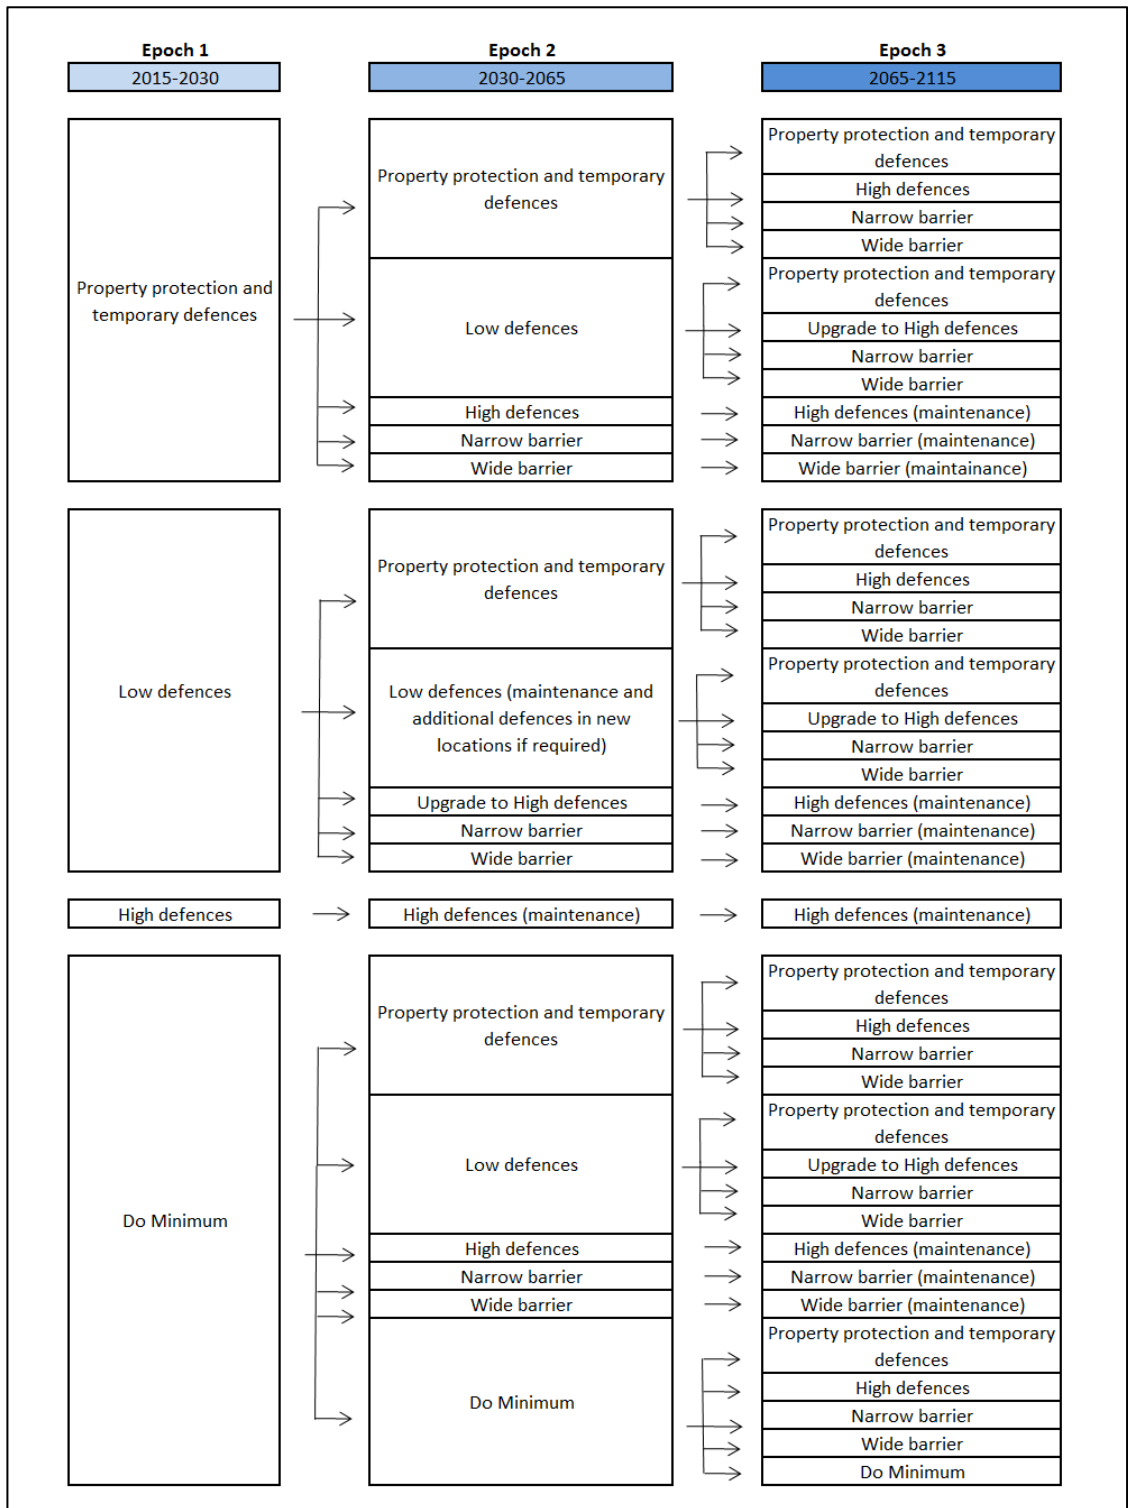 Epoch 1
Epoch 2
Epoch 3
2015-2030
2030-2065
2065-2115
Property protection and
temporary defences
Property protection and temporary
defences
Property protection and temporary
defences
High defences
Narrow barrier
Wide barrier
Low defences
Property protection and temporary
defences
Upgrade to High defences
Narrow barrier
Wide barrier
High defences
High defences (maintenance)
Narrow barrier
Narrow barrier (maintenance)
Wide barrier
Wide barrier (maintainance)
Low defences
Property protection and temporary
defences
Property protection and temporary
defences
High defences
Narrow barrier
Wide barrier
Low defences (maintenance and
additional defences in new
locations if required)
Property protection and temporary
defences
Upgrade to High defences
Narrow barrier
Wide barrier
Upgrade to High defences
High defences (maintenance)
Narrow barrier
Narrow barrier (maintenance)
Wide barrier
Wide barrier (maintenance)
High defences
High defences (maintenance)
High defences (maintenance)
Do Minimum
Property protection and temporary
defences
Property protection and temporary
defences
High defences
Narrow barrier
Wide barrier
Low defences
Property protection and temporary
defences
Upgrade to High defences
Narrow barrier
Wide barrier
High defences
High defences (maintenance)
Narrow barrier
Narrow barrier (maintenance)
Wide barrier
Wide barrier (maintenance)
Do Minimum
Property protection and temporary
defences
High defences
Narrow barrier
Wide barrier
Do Minimum